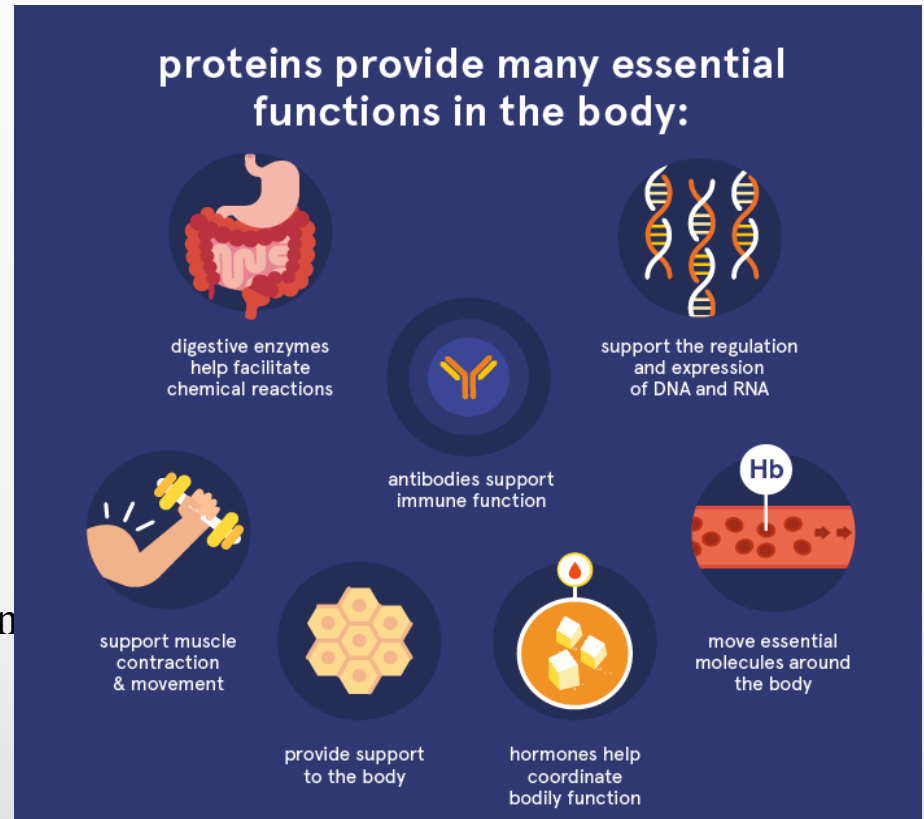 proteins provide many essential
functions in the body:
digestive enzymes
help facilitate
chemical reactions
support the regulation
and expression
of DNA and RNA
antibodies support
immune function
Hb
support muscle
contraction
& movement
move essential
molecules around
the body
provide support
to the body
hormones help
coordinate
bodily function